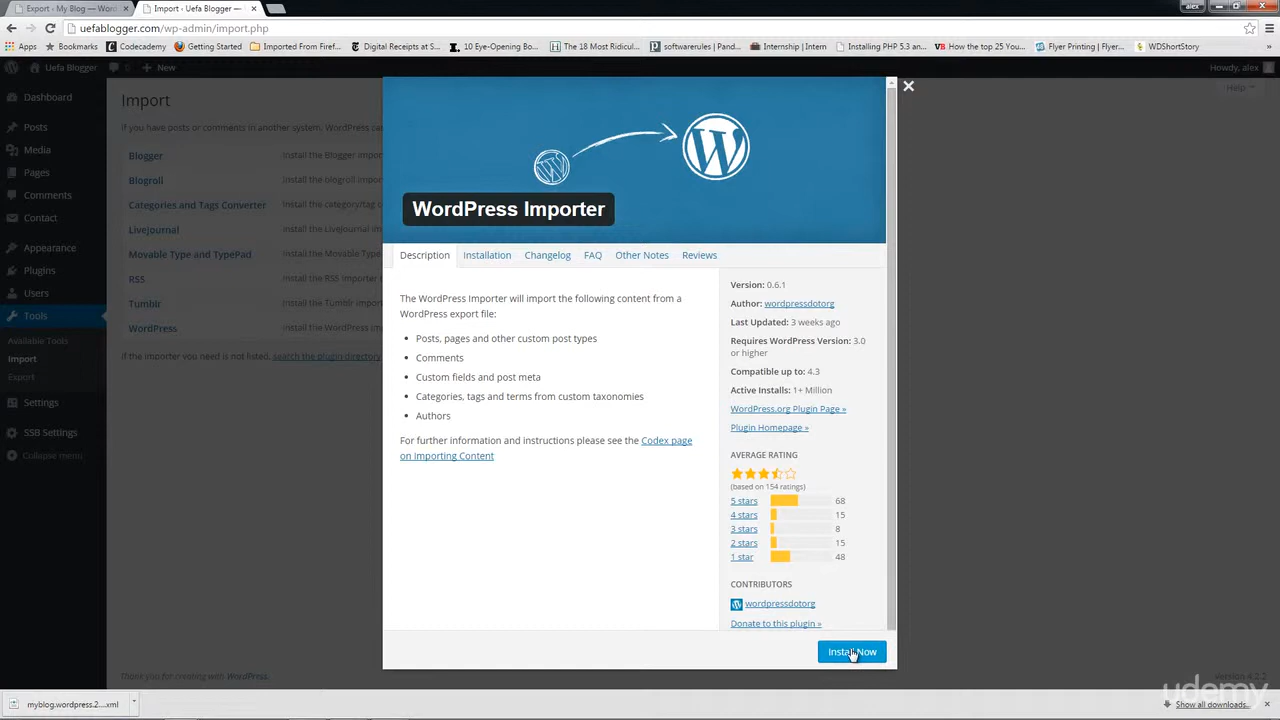 Export ‹ My Blog — Word
Import ‹ Uefa Blogger —
alex
uefablogger.com/wp-admin/import.php
Apps Bookmarks Codecademy Getting Started Imported From Firef... Digital Receipts at S... 10 Eye-Opening Bo... The 18 Most Ridicul... softwarerules | Pand... Internship | Intern Installing PHP 5.3 an... How the top 25 You... Flyer Printing | Flyer... WDShortStory
Uefa Blogger 0 New Howdy, alex
Help
Dashboard
Posts
Media
Pages
Comments
Contact
Appearance
Plugins
Users
Tools
Available Tools
Import
Export
Settings
SSB Settings
Collapse menu
Import
If you have posts or comments in another system, WordPress ca
Blogger Install the Blogger impor
Blogroll Install the blogroll impor
Categories and Tags Converter Install the category/tag c
LiveJournal Install the LiveJournal im
Movable Type and TypePad Install the Movable Type
RSS Install the RSS importer
Tumblr Install the Tumblr import
WordPress Install the WordPress im
If the importer you need is not listed, search the plugin directory
Thank you for creating with WordPress.
Version 4.2.2
WordPress Importer
Description Installation Changelog FAQ Other Notes Reviews
The WordPress Importer will import the following content from a
WordPress export file:
• Posts, pages and other custom post types
• Comments
• Custom fields and post meta
• Categories, tags and terms from custom taxonomies
• Authors
For further information and instructions please see the Codex page
on Importing Content
Version: 0.6.1
Author: wordpressdotorg
Last Updated: 3 weeks ago
Requires WordPress Version: 3.0
or higher
Compatible up to: 4.3
Active Installs: 1+ Million
WordPress.org Plugin Page »
Plugin Homepage »
AVERAGE RATING
(based on 154 ratings)
5 stars 68
4 stars 15
3 stars 8
2 stars 15
1 star 48
CONTRIBUTORS
wordpressdotorg
Donate to this plugin »
Install Now
udemy
myblog.wordpress.2....xml
Show all downloads...